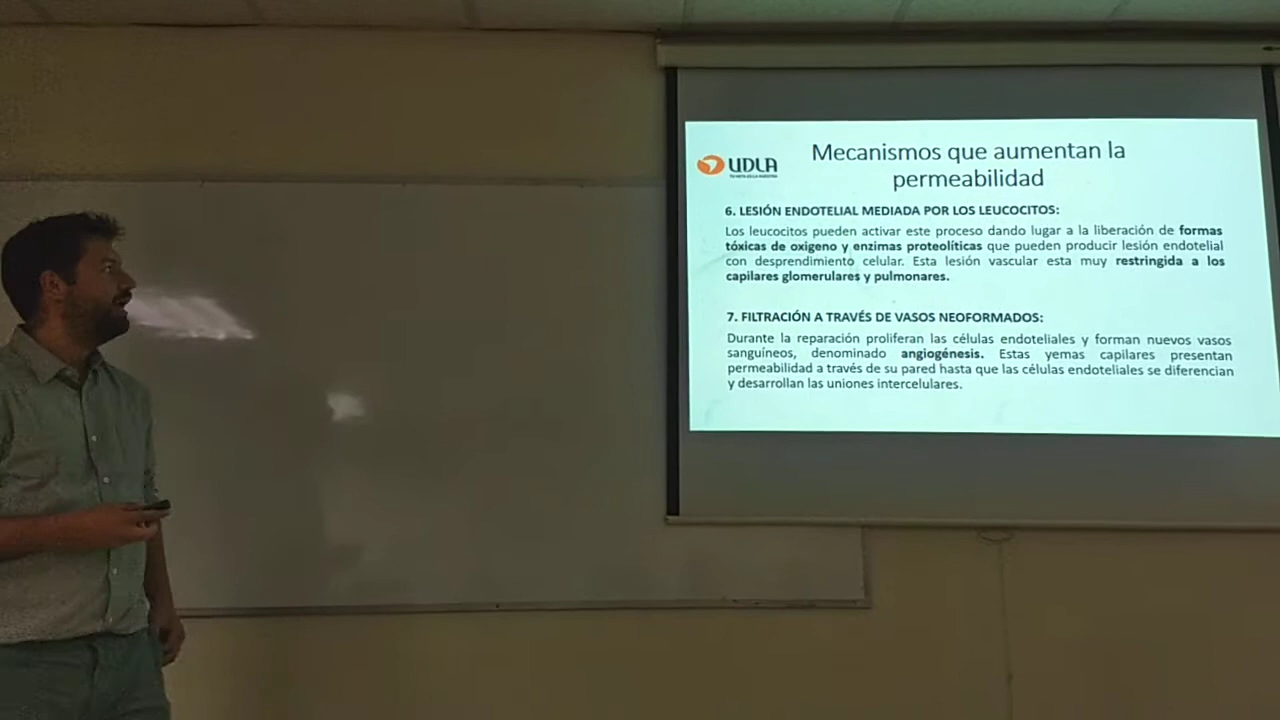 Mecanismos que aumentan la
permeabilidad
UDLA
6. LESIÓN ENDOTELIAL MEDIADA POR LOS LEUCOCITOS:
Los leucocitos pueden activar este proceso dando lugar a la liberación de formas
tóxicas de oxigeno y enzimas proteolíticas que pueden producir lesión endotelial
con desprendimiento celular. Esta lesión vascular esta muy restringida a los
capilares glomerulares y pulmonares.
7. FILTRACIÓN A TRAVÉS DE VASOS NEOFORMADOS:
Durante la reparación proliferan las células endoteliales y forman nuevos vasos
sanguíneos, denominado angiogénesis. Estas yemas capilares presentan
permeabilidad a través de su pared hasta que las células endoteliales se diferencian
y desarrollan las uniones intercelulares.